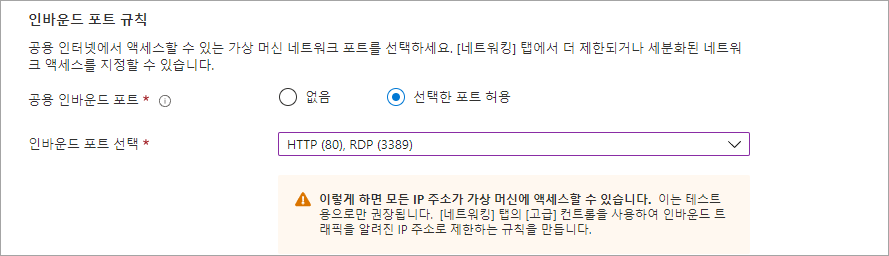 인바운드 포트 규칙
공용 인터넷에서 액세스할 수 있는 가상 머신 네트워크 포트를 선택하세요. [네트워킹] 탭에서 더 제한되거나 세분화된 네트워
크 액세스를 지정할 수 있습니다.
공용 인바운드 포트 * 없음 선택한 포트 허용
인바운드 포트 선택 * HTTP (80), RDP (3389)
이렇게 하면 모든 IP 주소가 가상 머신에 액세스할 수 있습니다. 이는 테스트
용으로만 권장됩니다. [네트워킹] 탭의 [고급] 컨트롤을 사용하여 인바운드 트
래픽을 알려진 IP 주소로 제한하는 규칙을 만듭니다.